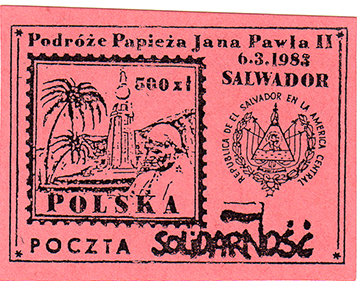 Podróże Papieża Jana Pawła II
6.3.1983
SALWADOR
500 zł
REPUBLICA DE EL SALVADOR EN LA AMERICA CENTRAL
POLSKA
POCZTA SOLIDARNOŚĆ